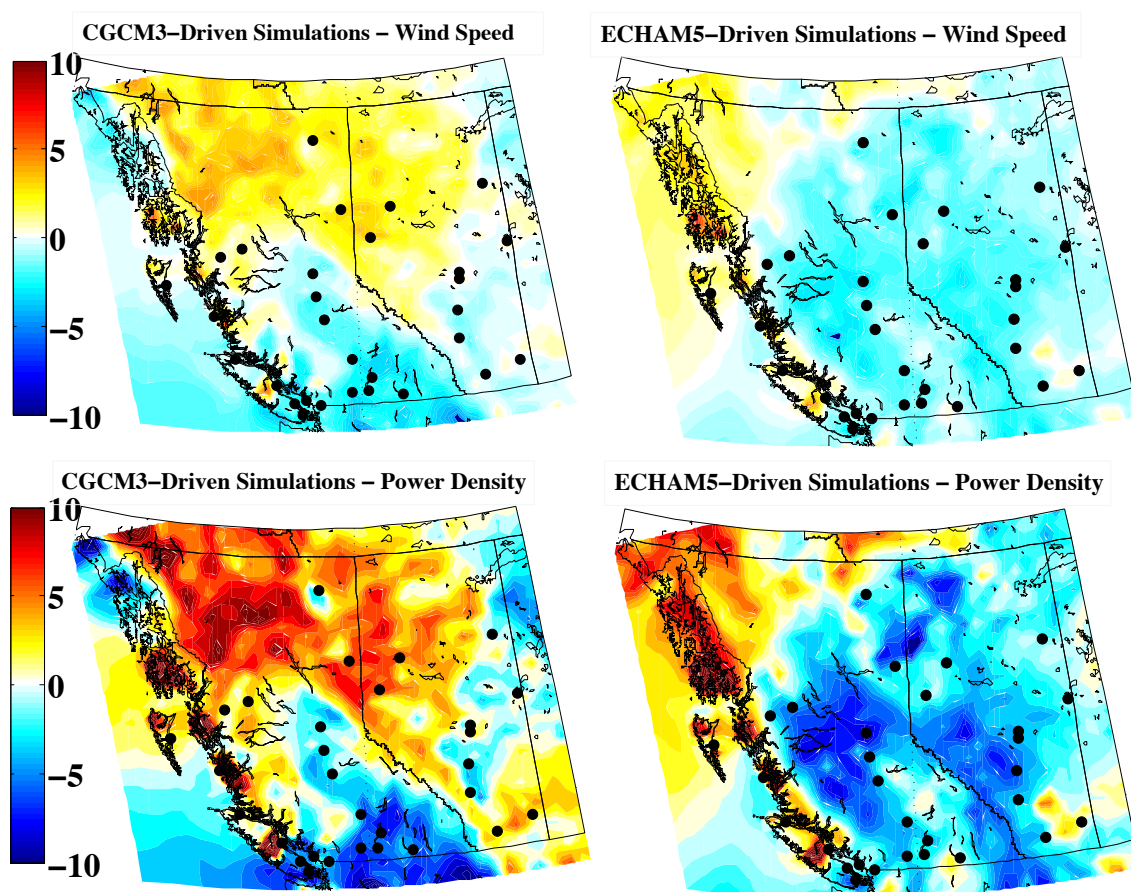 CGCM3–Driven Simulations – Wind Speed
ECHAM5–Driven Simulations – Wind Speed
10
5
0
−5
−10
CGCM3–Driven Simulations – Power Density
ECHAM5–Driven Simulations – Power Density
10
5
0
−5
−10